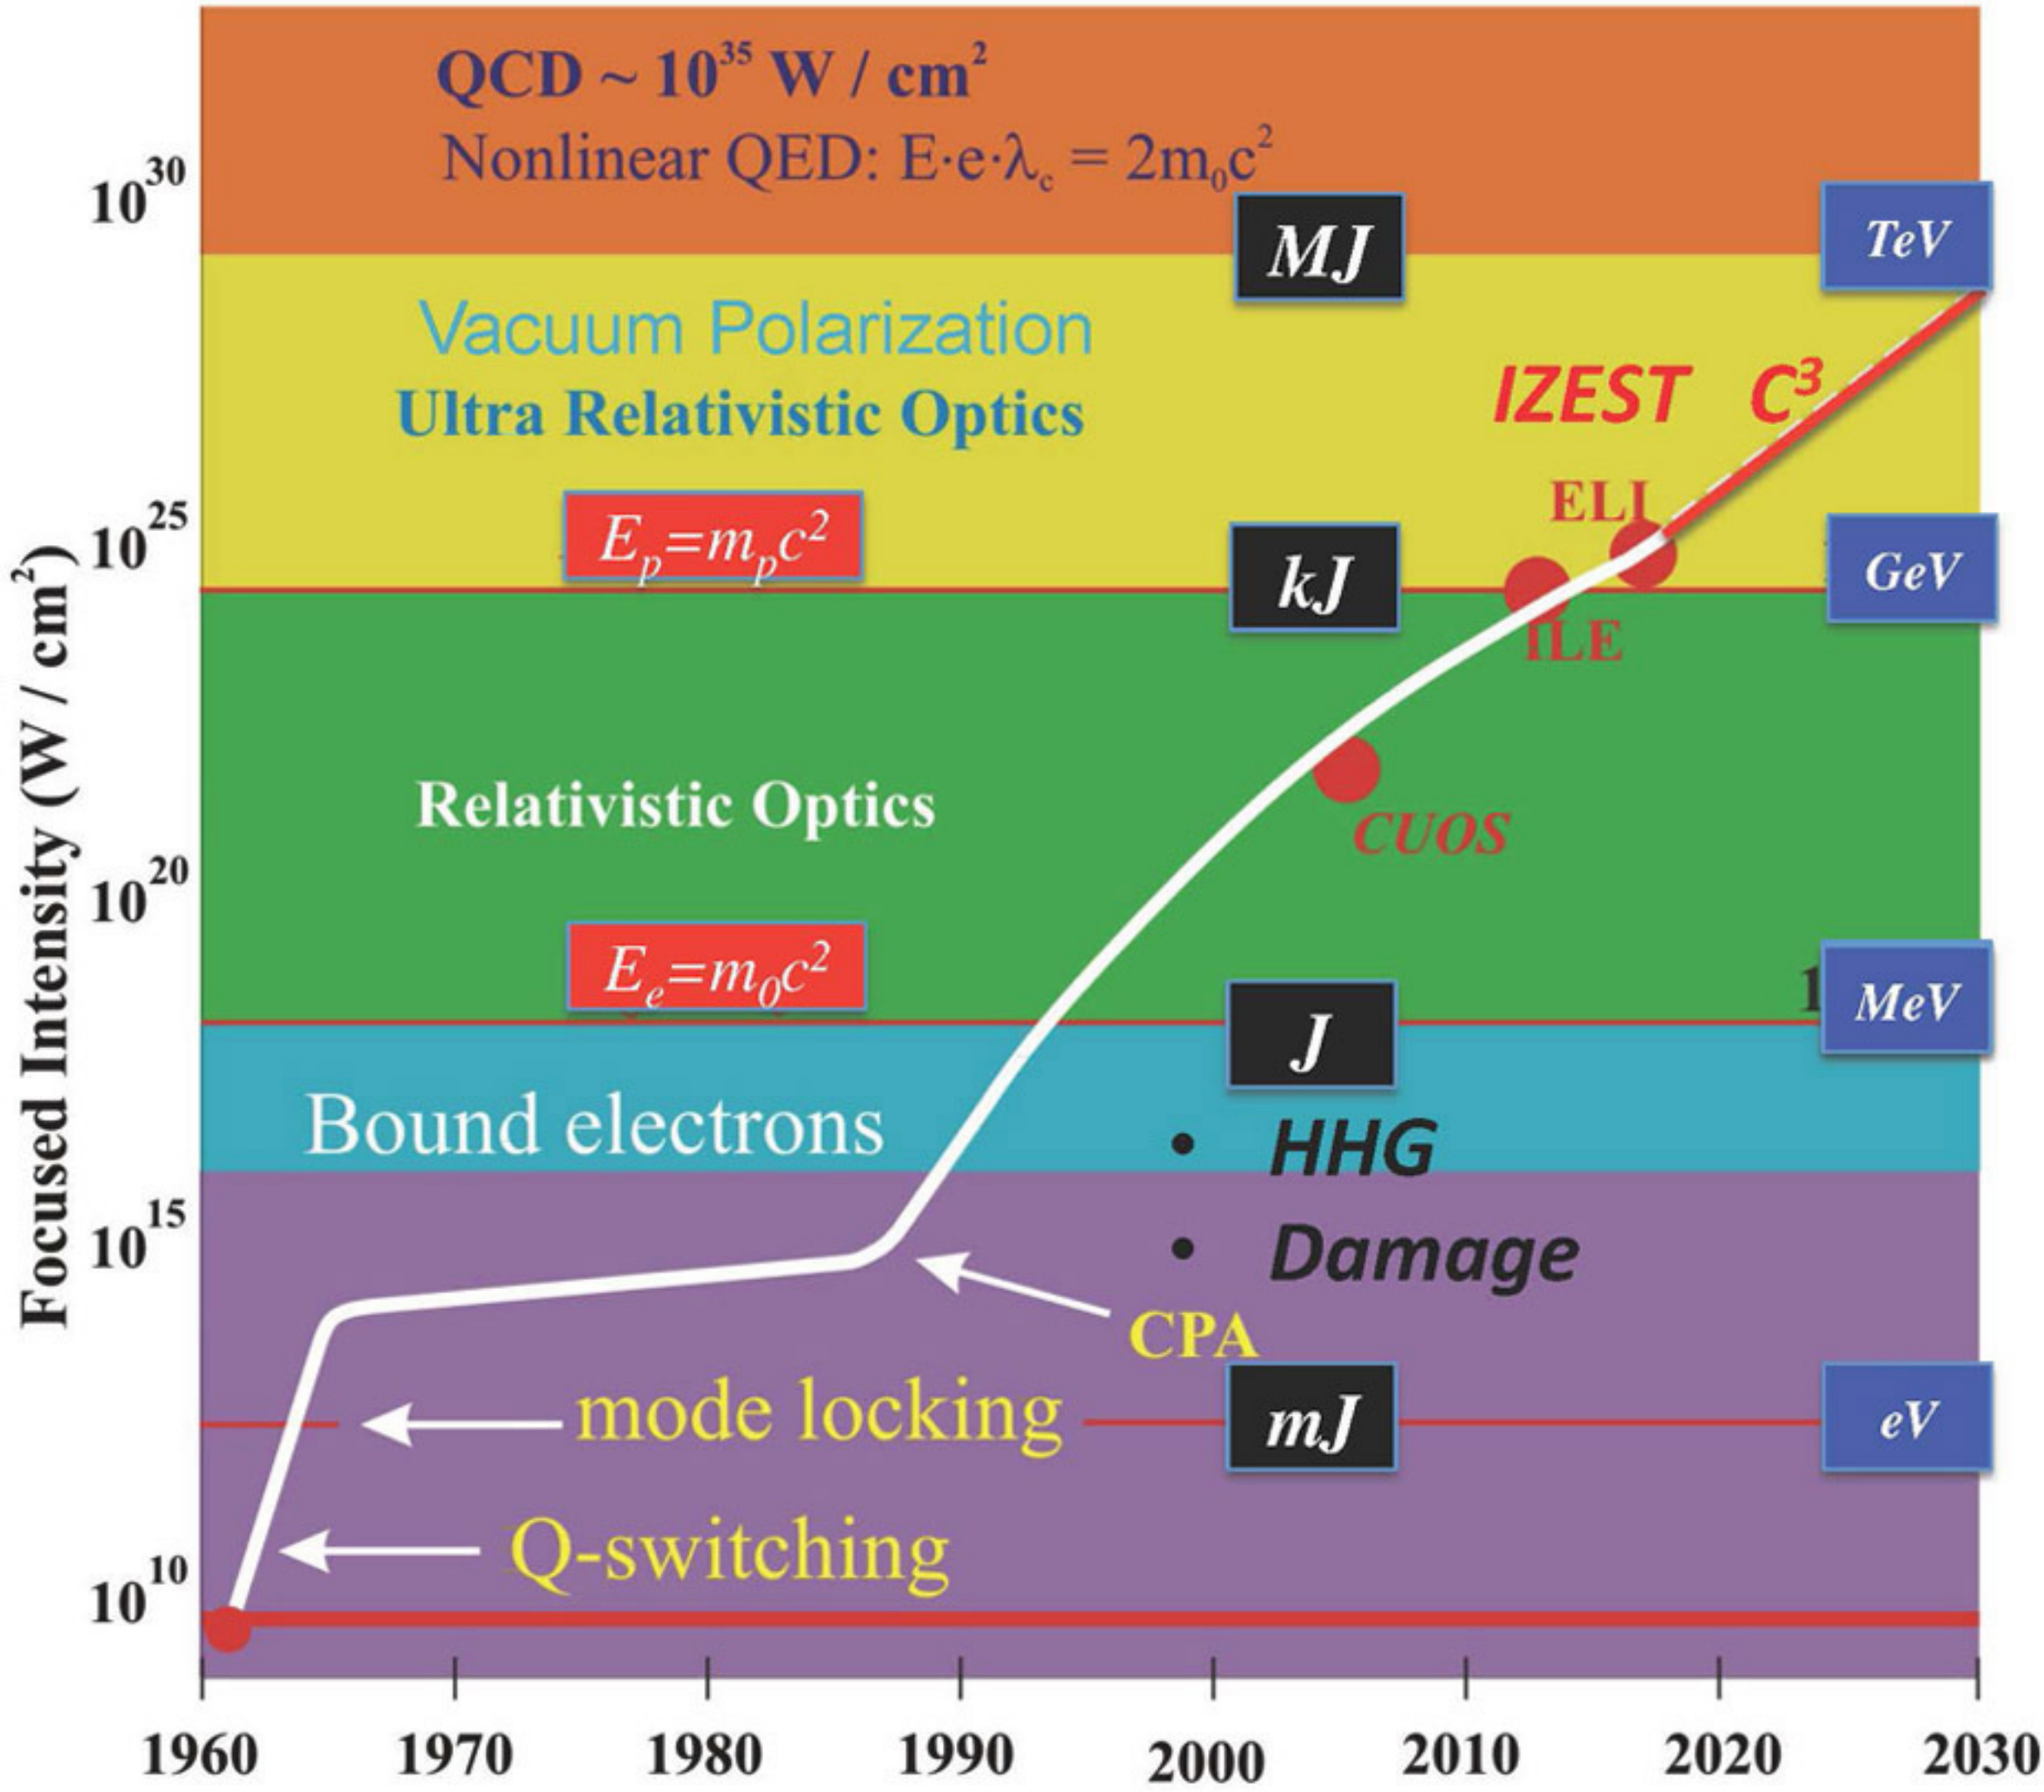 QCD ~ 10³⁵ W / cm²
Nonlinear QED: E·e·λc = 2m₀c²
10³⁰
MJ
TeV
Vacuum Polarization
IZEST C³
Ultra Relativistic Optics
ELI
10²⁵
Eₚ=mₚc²
kJ
GeV
ILE
Focused Intensity (W / cm²)
Relativistic Optics
CUOS
10²⁰
Eₑ=m₀c²
1
MeV
J
Bound electrons
• HHG
10¹⁵
• Damage
CPA
mode locking
mJ
eV
Q-switching
10¹⁰
1960 1970 1980 1990 2000 2010 2020 2030